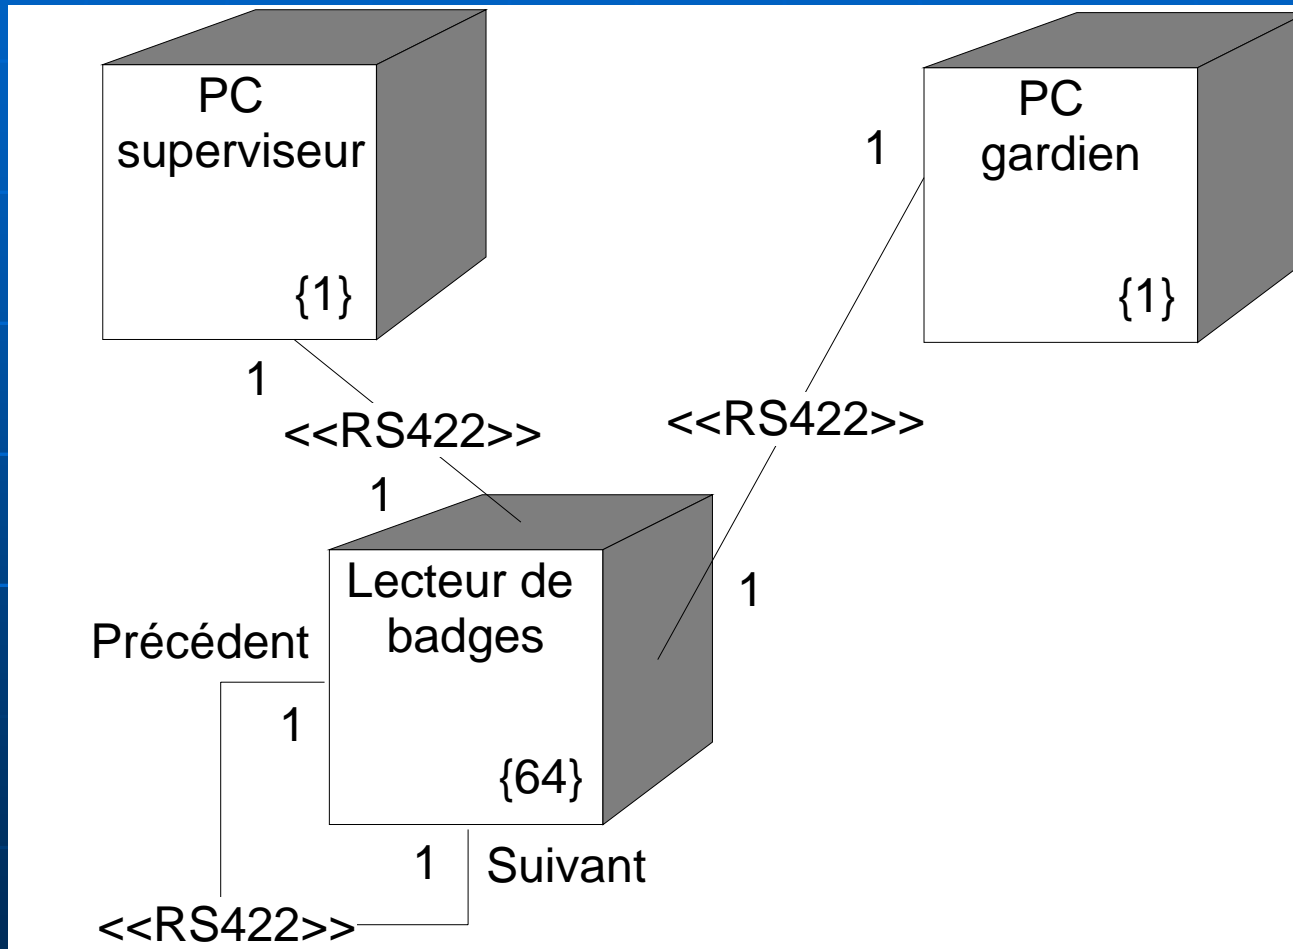 PC
superviseur
{1}
PC
gardien
{1}
1
1
<<RS422>>
<<RS422>>
1
1
Lecteur de
badges
{64}
Précédent
1
1
Suivant
<<RS422>>